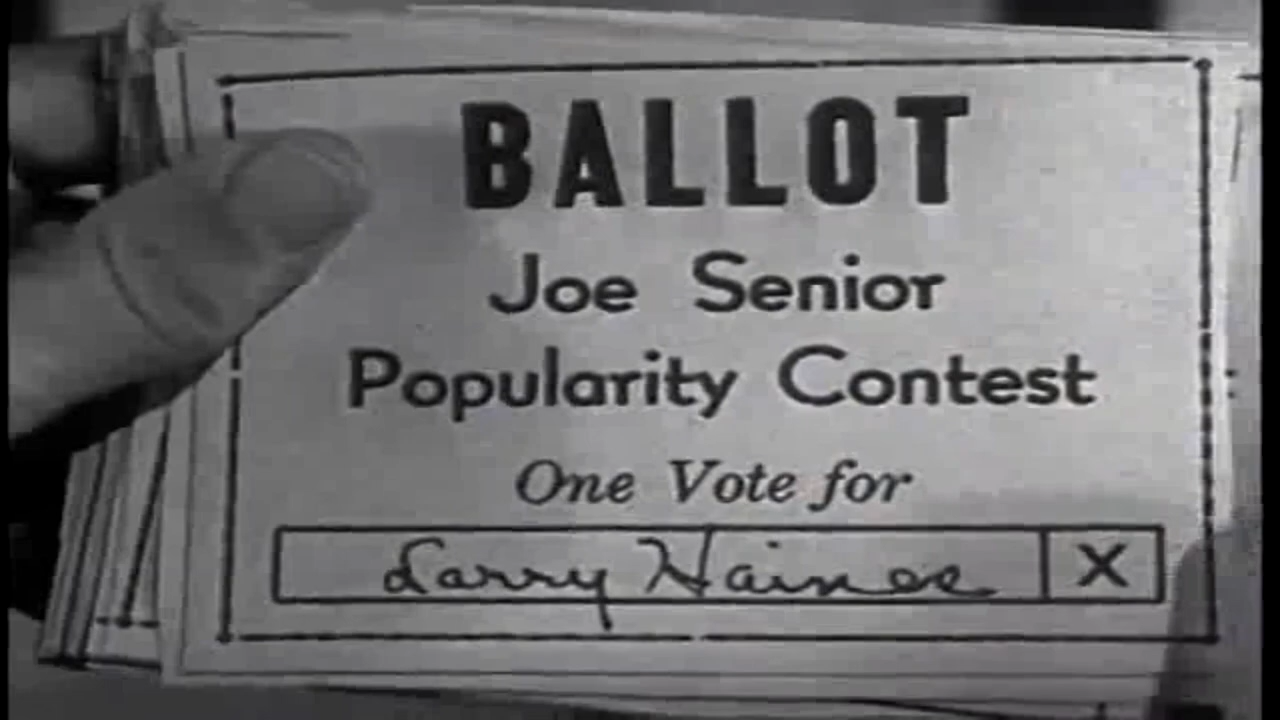 BALLOT
Joe Senior
Popularity Contest
One Vote for
Larry Haines X